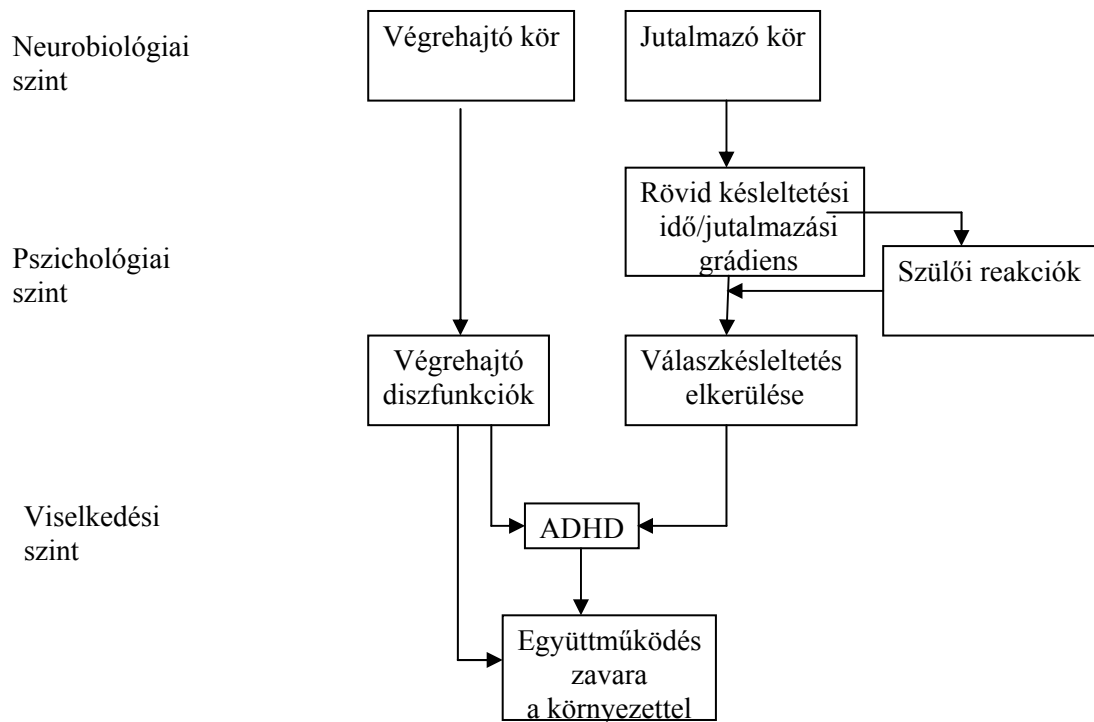 Neurobiológiai
szint
Végrehajtó kör
Jutalmazó kör
Rövid késleltetési
idő/jutalmazási
grádiens
Pszichológiai
szint
Szülői reakciók
Végrehajtó
diszfunkciók
Válaszkésleltetés
elkerülése
Viselkedési
szint
ADHD
Együttműködés
zavara
a környezettel